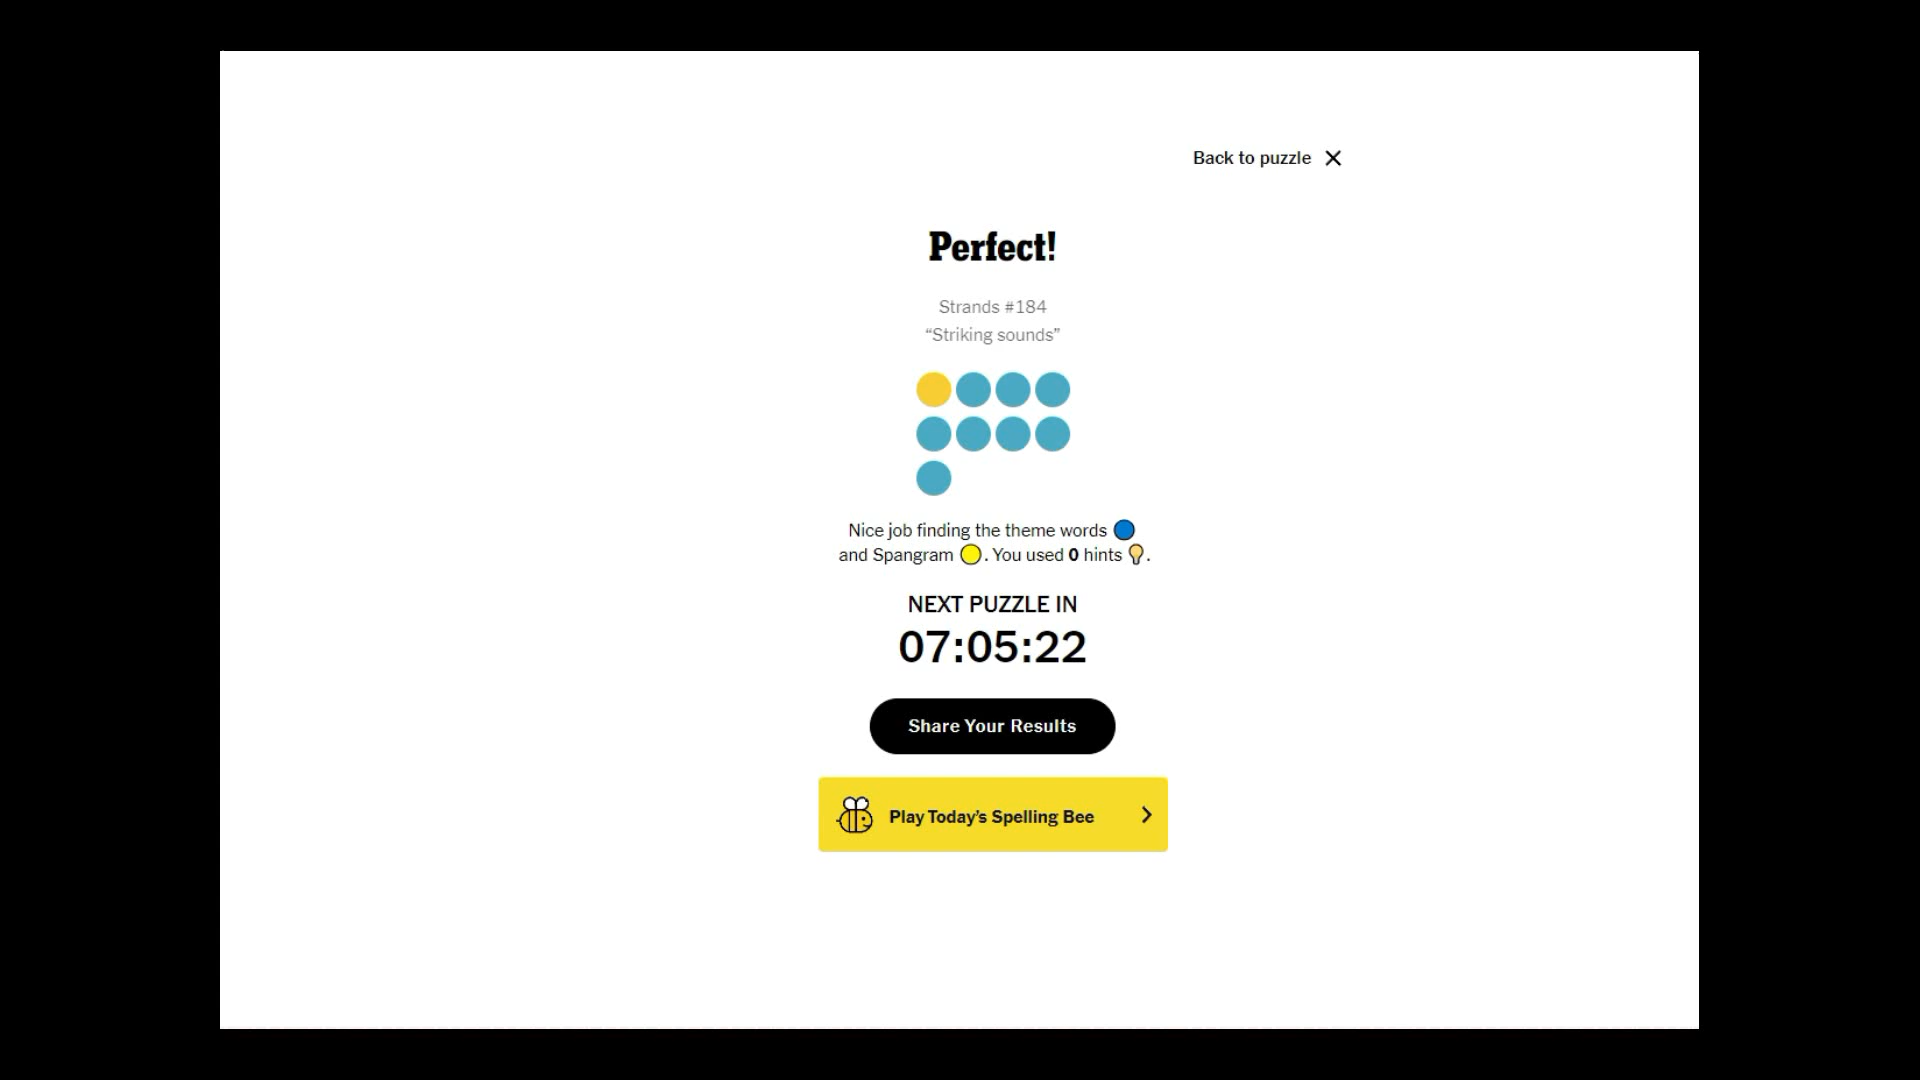 Back to puzzle
Perfect!
Strands #184
“Striking sounds”
Nice job finding the theme words
and Spangram . You used 0 hints .
NEXT PUZZLE IN
07:05:22
Share Your Results
Play Today’s Spelling Bee